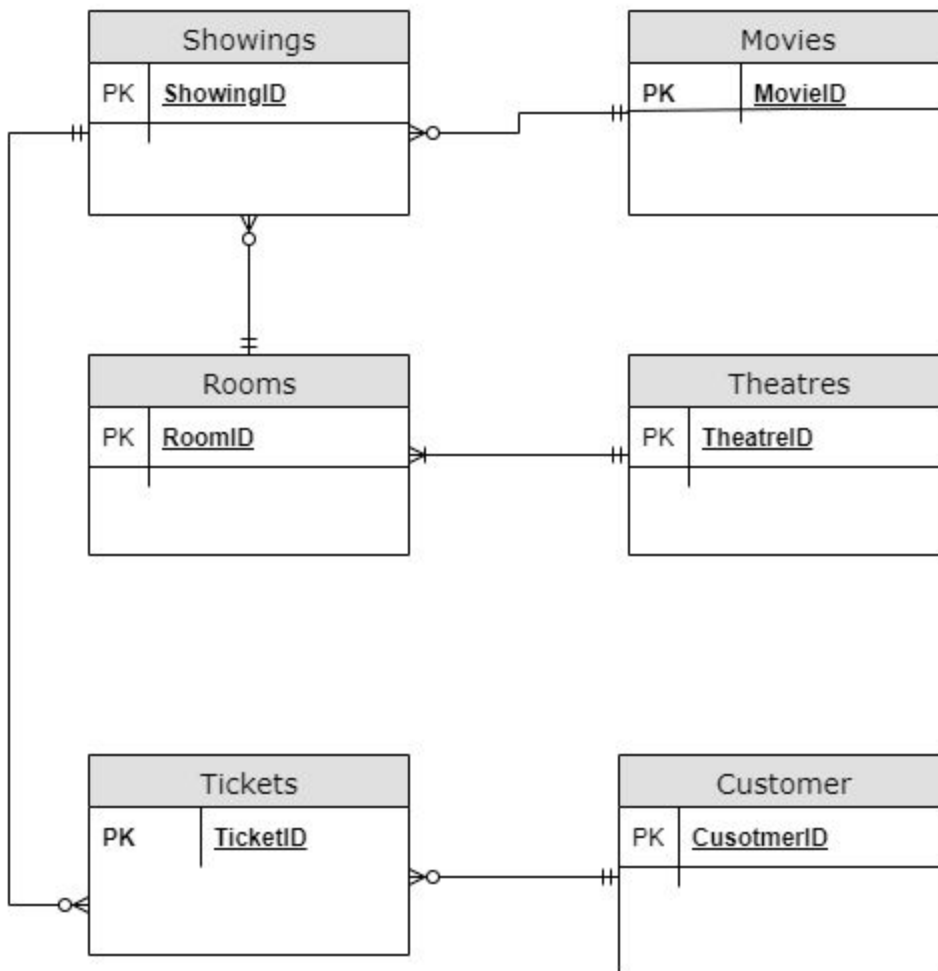 Showings
PK ShowingID
Movies
PK MovieID
Rooms
PK RoomID
Theatres
PK TheatreID
Tickets
PK TicketID
Customer
PK CusotmerID